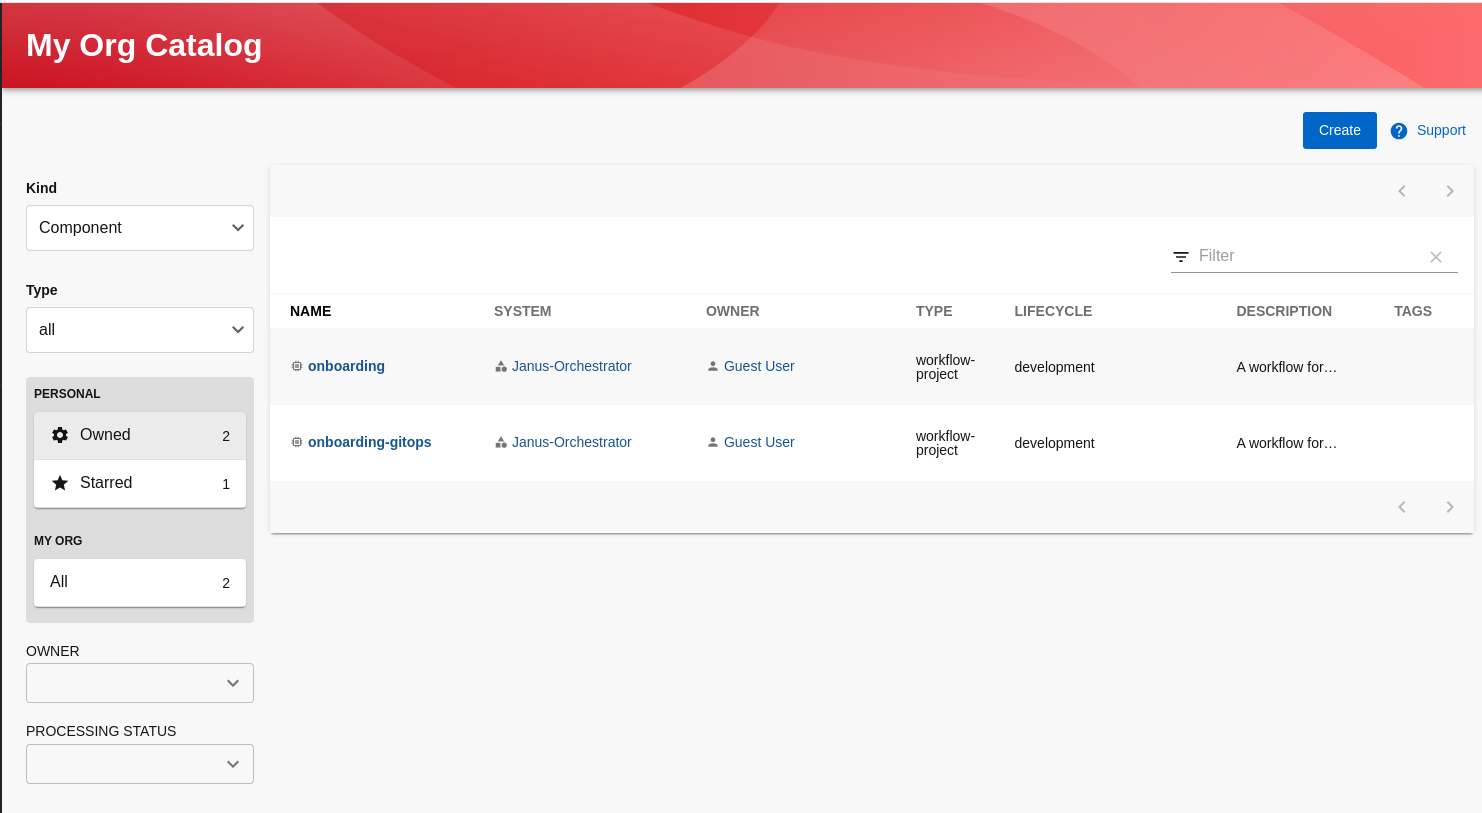 My Org Catalog
Create
Support
Kind
Component
Type
all
PERSONAL
Owned 2
Starred 1
MY ORG
All 2
OWNER
PROCESSING STATUS
Filter
NAME SYSTEM OWNER TYPE LIFECYCLE DESCRIPTION TAGS
onboarding Janus-Orchestrator Guest User workflow-project development A workflow for…
onboarding-gitops Janus-Orchestrator Guest User workflow-project development A workflow for…